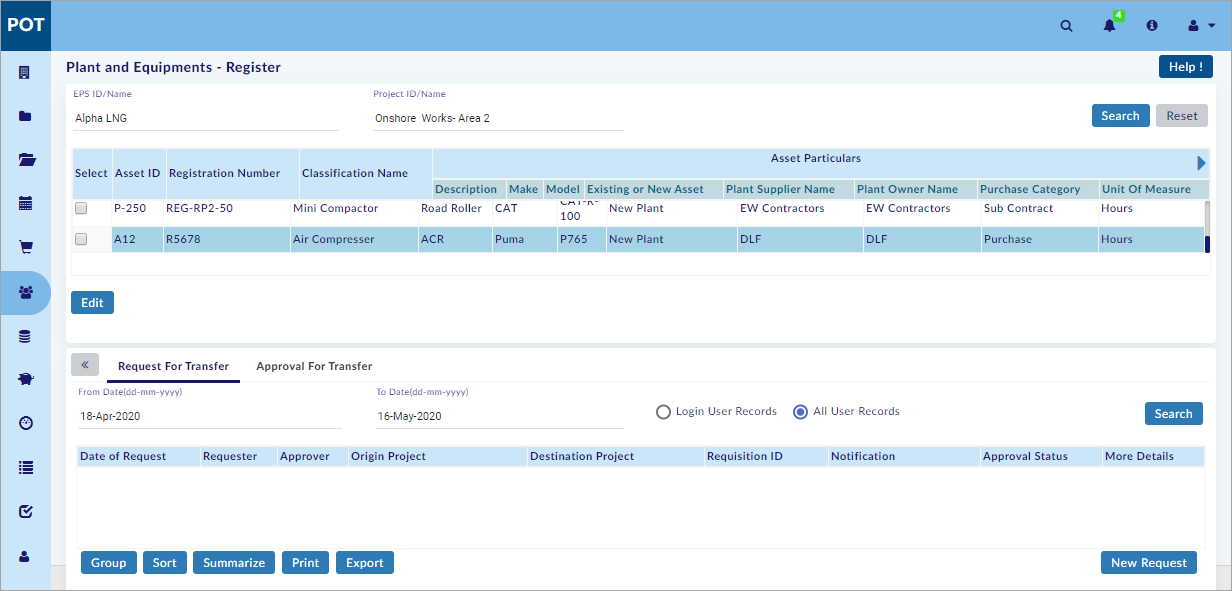 POT
4
Plant and Equipments - Register
Help !
EPS ID/Name Project ID/Name
Alpha LNG Onshore Works- Area 2
Search Reset
Asset Particulars
Select Asset ID Registration Number Classification Name
Description Make Model Existing or New Asset Plant Supplier Name Plant Owner Name Purchase Category Unit Of Measure
P-250 REG-RP2-50 Mini Compactor Road Roller CAT CAT-R-100 New Plant EW Contractors EW Contractors Sub Contract Hours
A12 R5678 Air Compresser ACR Puma P765 New Plant DLF DLF Purchase Hours
Edit
« Request For Transfer Approval For Transfer
From Date(dd-mm-yyyy) To Date(dd-mm-yyyy)
18-Apr-2020 16-May-2020 Login User Records All User Records Search
Date of Request Requester Approver Origin Project Destination Project Requisition ID Notification Approval Status More Details
Group Sort Summarize Print Export New Request